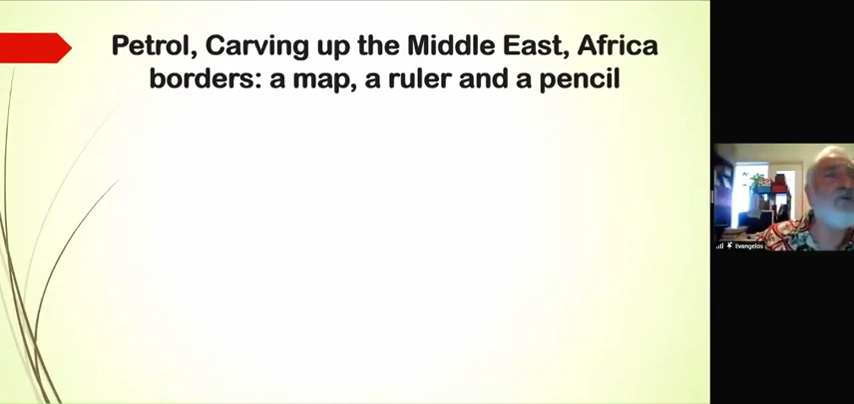 Petrol, Carving up the Middle East, Africa
borders: a map, a ruler and a pencil
Evangelos